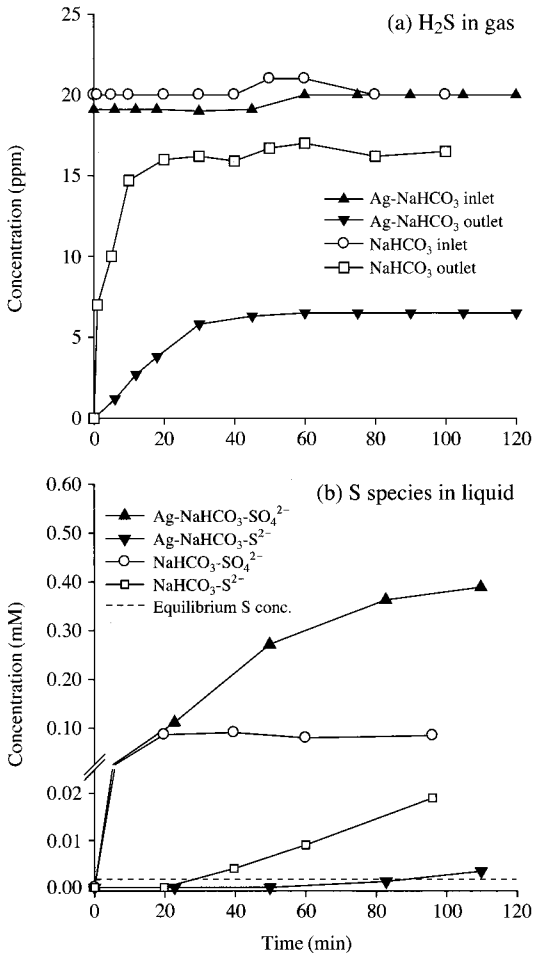 (a) H₂S in gas
Concentration (ppm)
25
20
15
10
5
0
Ag-NaHCO₃ inlet
Ag-NaHCO₃ outlet
NaHCO₃ inlet
NaHCO₃ outlet
0 20 40 60 80 100 120
(b) S species in liquid
Concentration (mM)
0.60
0.50
0.40
0.30
0.20
0.10
0.02
0.01
0.00
Ag-NaHCO₃-SO₄²⁻
Ag-NaHCO₃-S²⁻
NaHCO₃-SO₄²⁻
NaHCO₃-S²⁻
Equilibrium S conc.
0 20 40 60 80 100 120
Time (min)